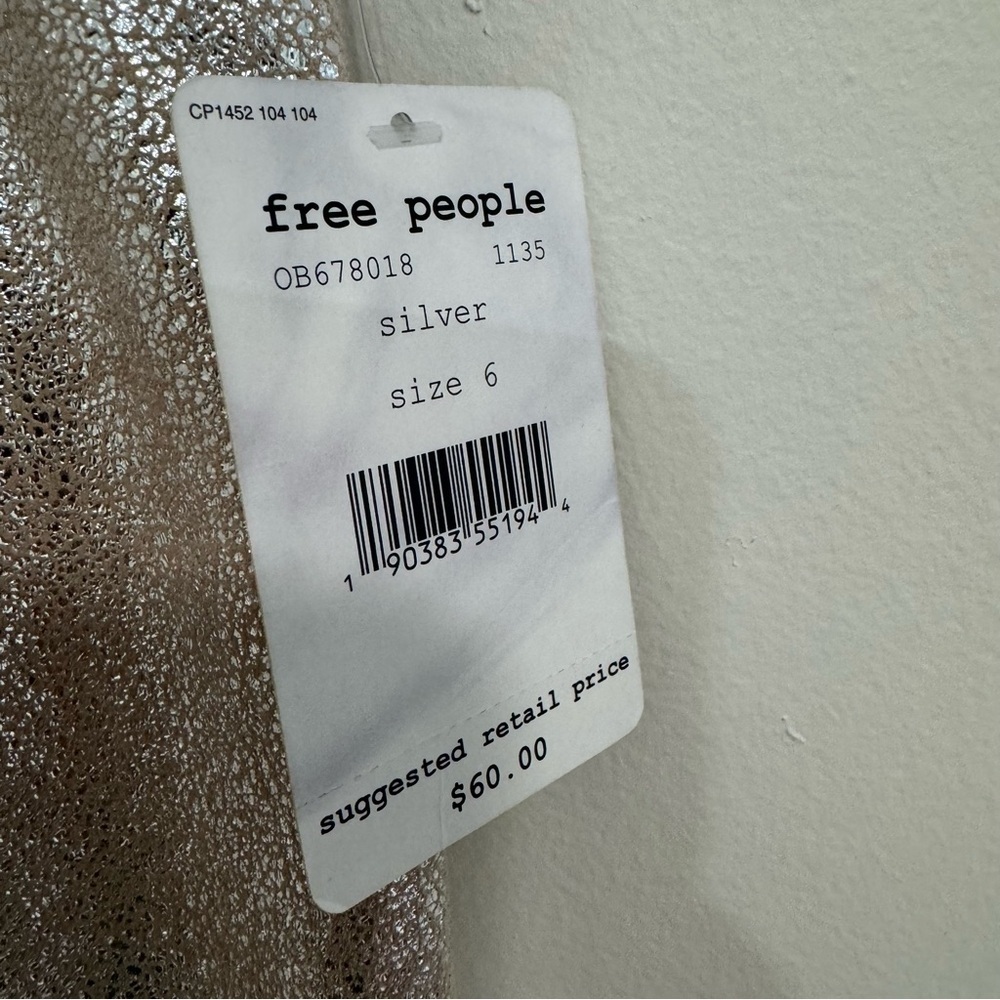 CP1452 104 104
free people
OB678018 1135
silver
size 6
1 90383 55194 4
suggested retail price
$60.00